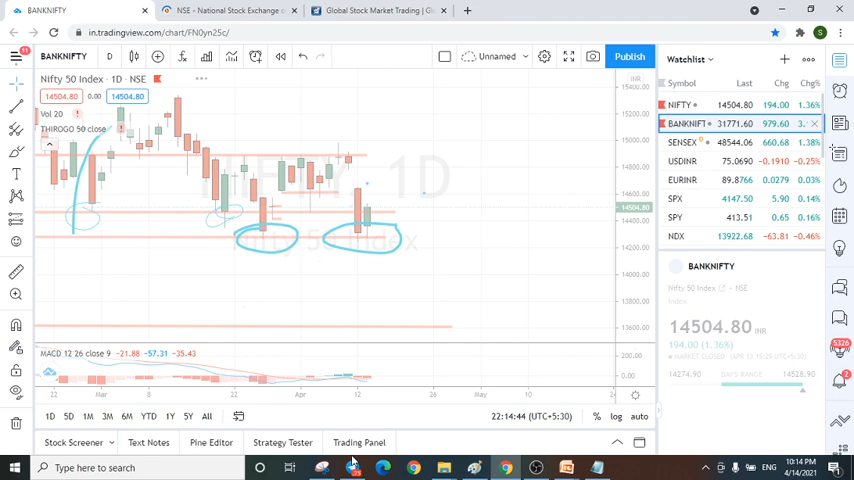 BANKNIFTY
NSE - National Stock Exchange o
Global Stock Market Trading | Gl
in.tradingview.com/chart/FN0yn25c/
S
11
BANKNIFTY
D
Unnamed
Publish
Watchlist
Nifty 50 Index · 1D · NSE
14504.80 0.00 14504.80
Vol 20
THIROGO 50 close
INR
NIFTY, 1D
Nifty 50 Index
15400.00
15200.00
15000.00
14800.00
14600.00
14504.80
14400.00
14200.00
14000.00
13800.00
13600.00
MACD 12 26 close 9 -21.88 -57.31 -35.43
200.00
0.00
22 Mar 8 22 Apr 12 May 10 24
1D 5D 1M 3M 6M YTD 1Y 5Y All
22:14:44 (UTC+5:30) % log auto
Stock Screener Text Notes Pine Editor Strategy Tester Trading Panel
Symbol Last Chg Chg%
NIFTY 14504.80 194.00 1.36%
BANKNIFT 31771.60 979.60 3.
SENSEX 48544.06 660.68 1.38%
USDINR 75.0690 -0.1910 -0.25%
EURINR 89.8766 0.0279 0.03%
SPX 4147.50 5.90 0.14%
SPY 413.51 0.65 0.16%
NDX 13922.68 -63.81 -0.46%
BANKNIFTY
Nifty 50 Index NSE
Index
14504.80 INR
194.00 (1.36%)
14274.90 DAY'S RANGE 14528.90
5326
Type here to search
ENG
10:14 PM
4/14/2021